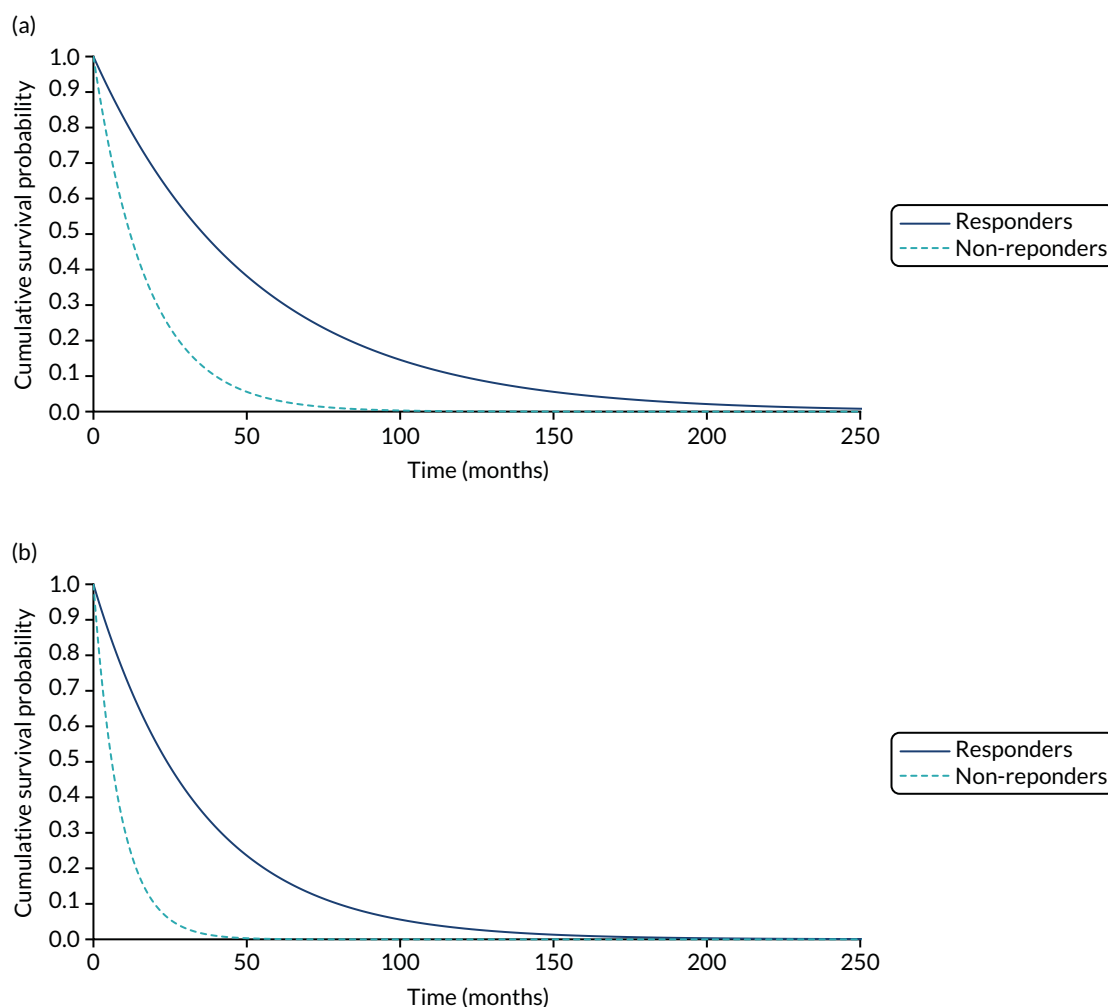 (a)
Cumulative survival probability
1.0
0.9
0.8
0.7
0.6
0.5
0.4
0.3
0.2
0.1
0.0
0 50 100 150 200 250
Time (months)
Responders
Non-reponders
(b)
Cumulative survival probability
1.0
0.9
0.8
0.7
0.6
0.5
0.4
0.3
0.2
0.1
0.0
0 50 100 150 200 250
Time (months)
Responders
Non-reponders